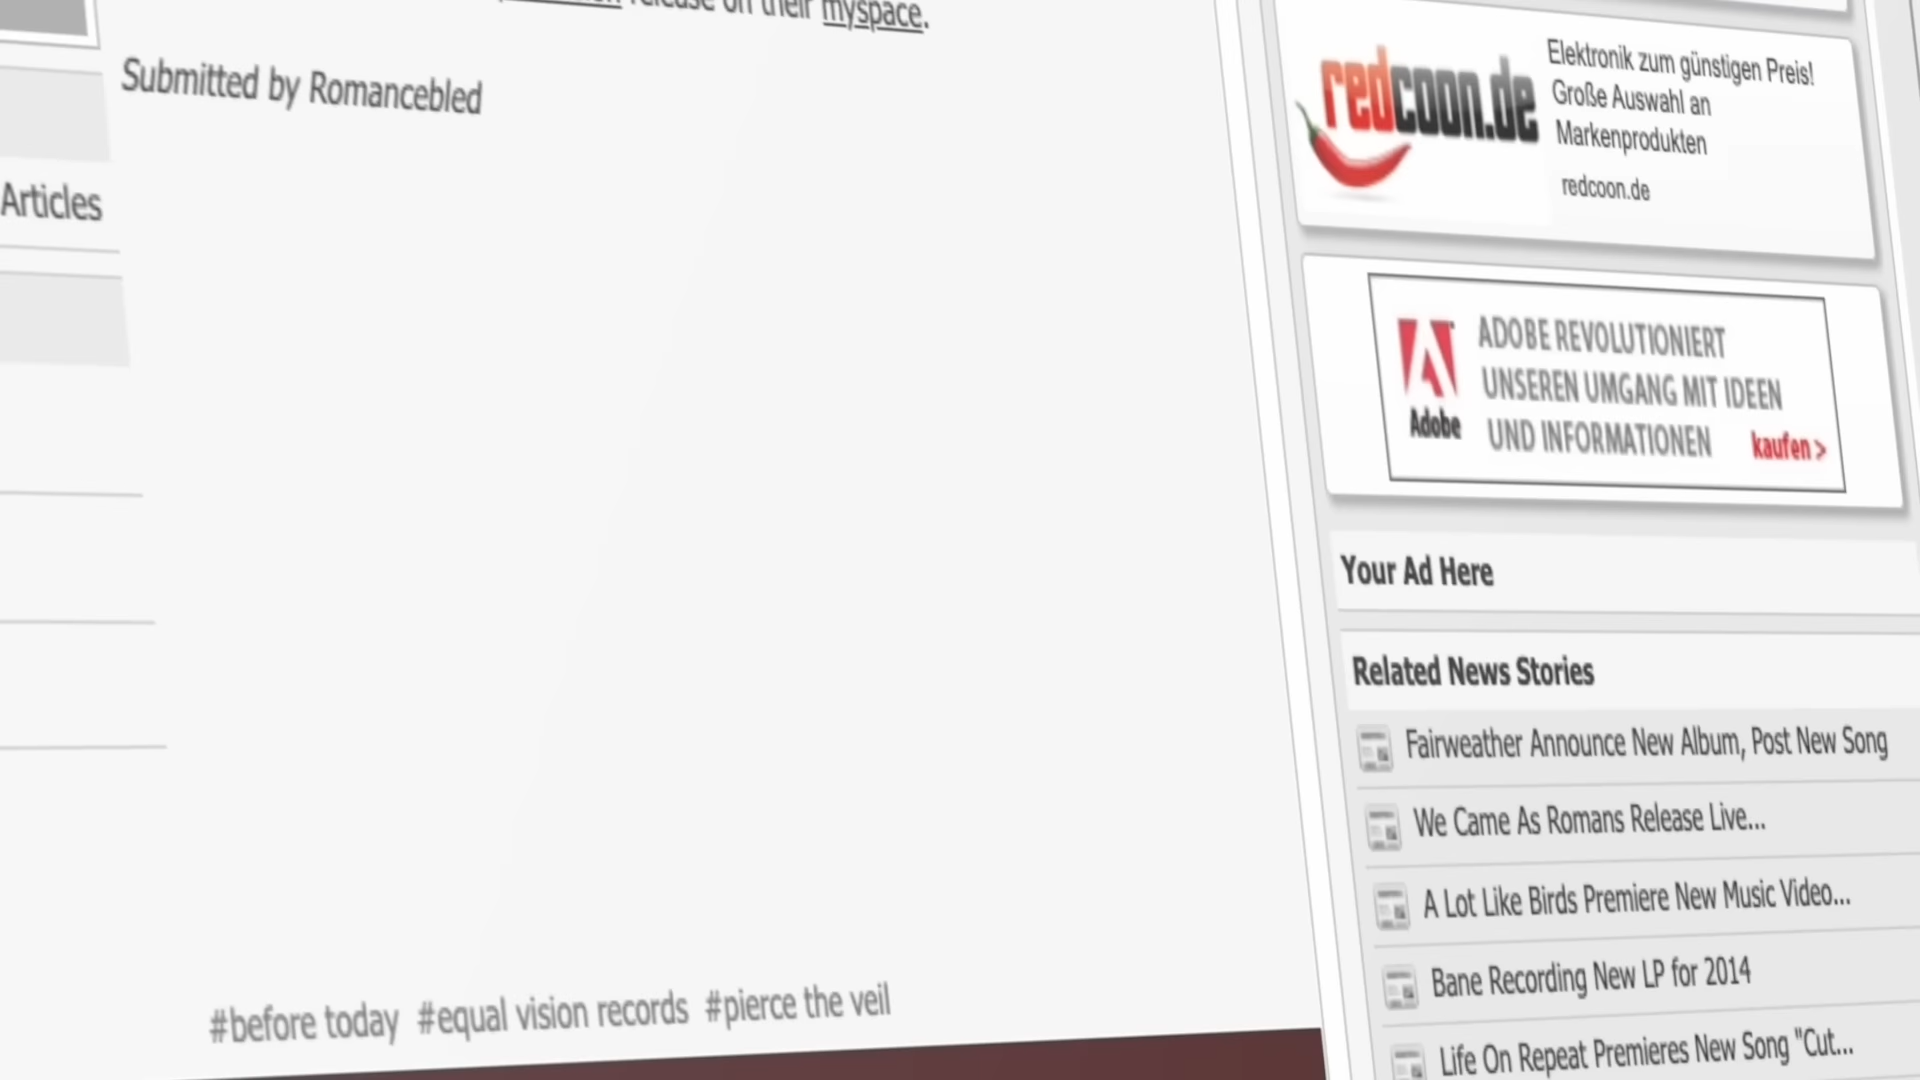 release on their myspace.
Submitted by Romancebled
Articles
#before today #equal vision records #pierce the veil
redcoon.de
Elektronik zum günstigen Preis!
Große Auswahl an
Markenprodukten
redcoon.de
Adobe
ADOBE REVOLUTIONIERT
UNSEREN UMGANG MIT IDEEN
UND INFORMATIONEN
kaufen >
Your Ad Here
Related News Stories
Fairweather Announce New Album, Post New Song
We Came As Romans Release Live...
A Lot Like Birds Premiere New Music Video...
Bane Recording New LP for 2014
Life On Repeat Premieres New Song "Cut...